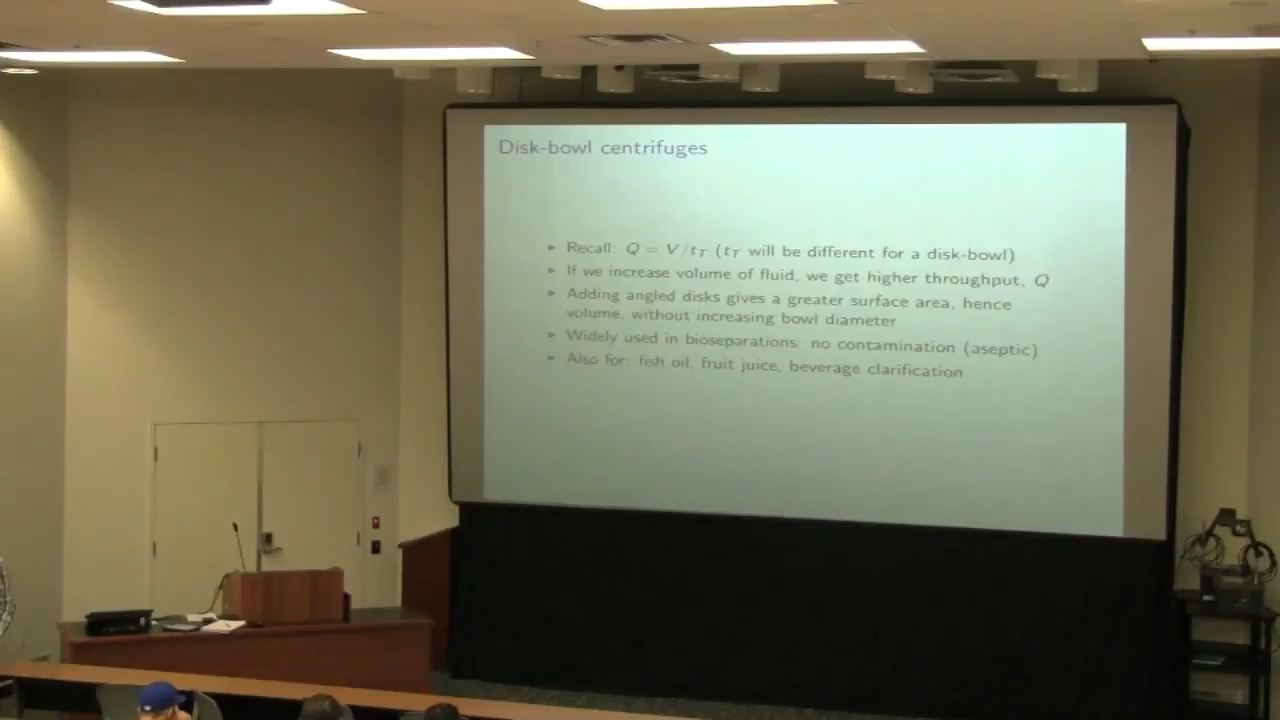 Disk-bowl centrifuges
▸ Recall: Q = V/t_T (t_T will be different for a disk-bowl)
▸ If we increase volume of fluid, we get higher throughput, Q
▸ Adding angled disks gives a greater surface area, hence
volume, without increasing bowl diameter
▸ Widely used in bioseparations: no contamination (aseptic)
▸ Also for: fish oil, fruit juice, beverage clarification